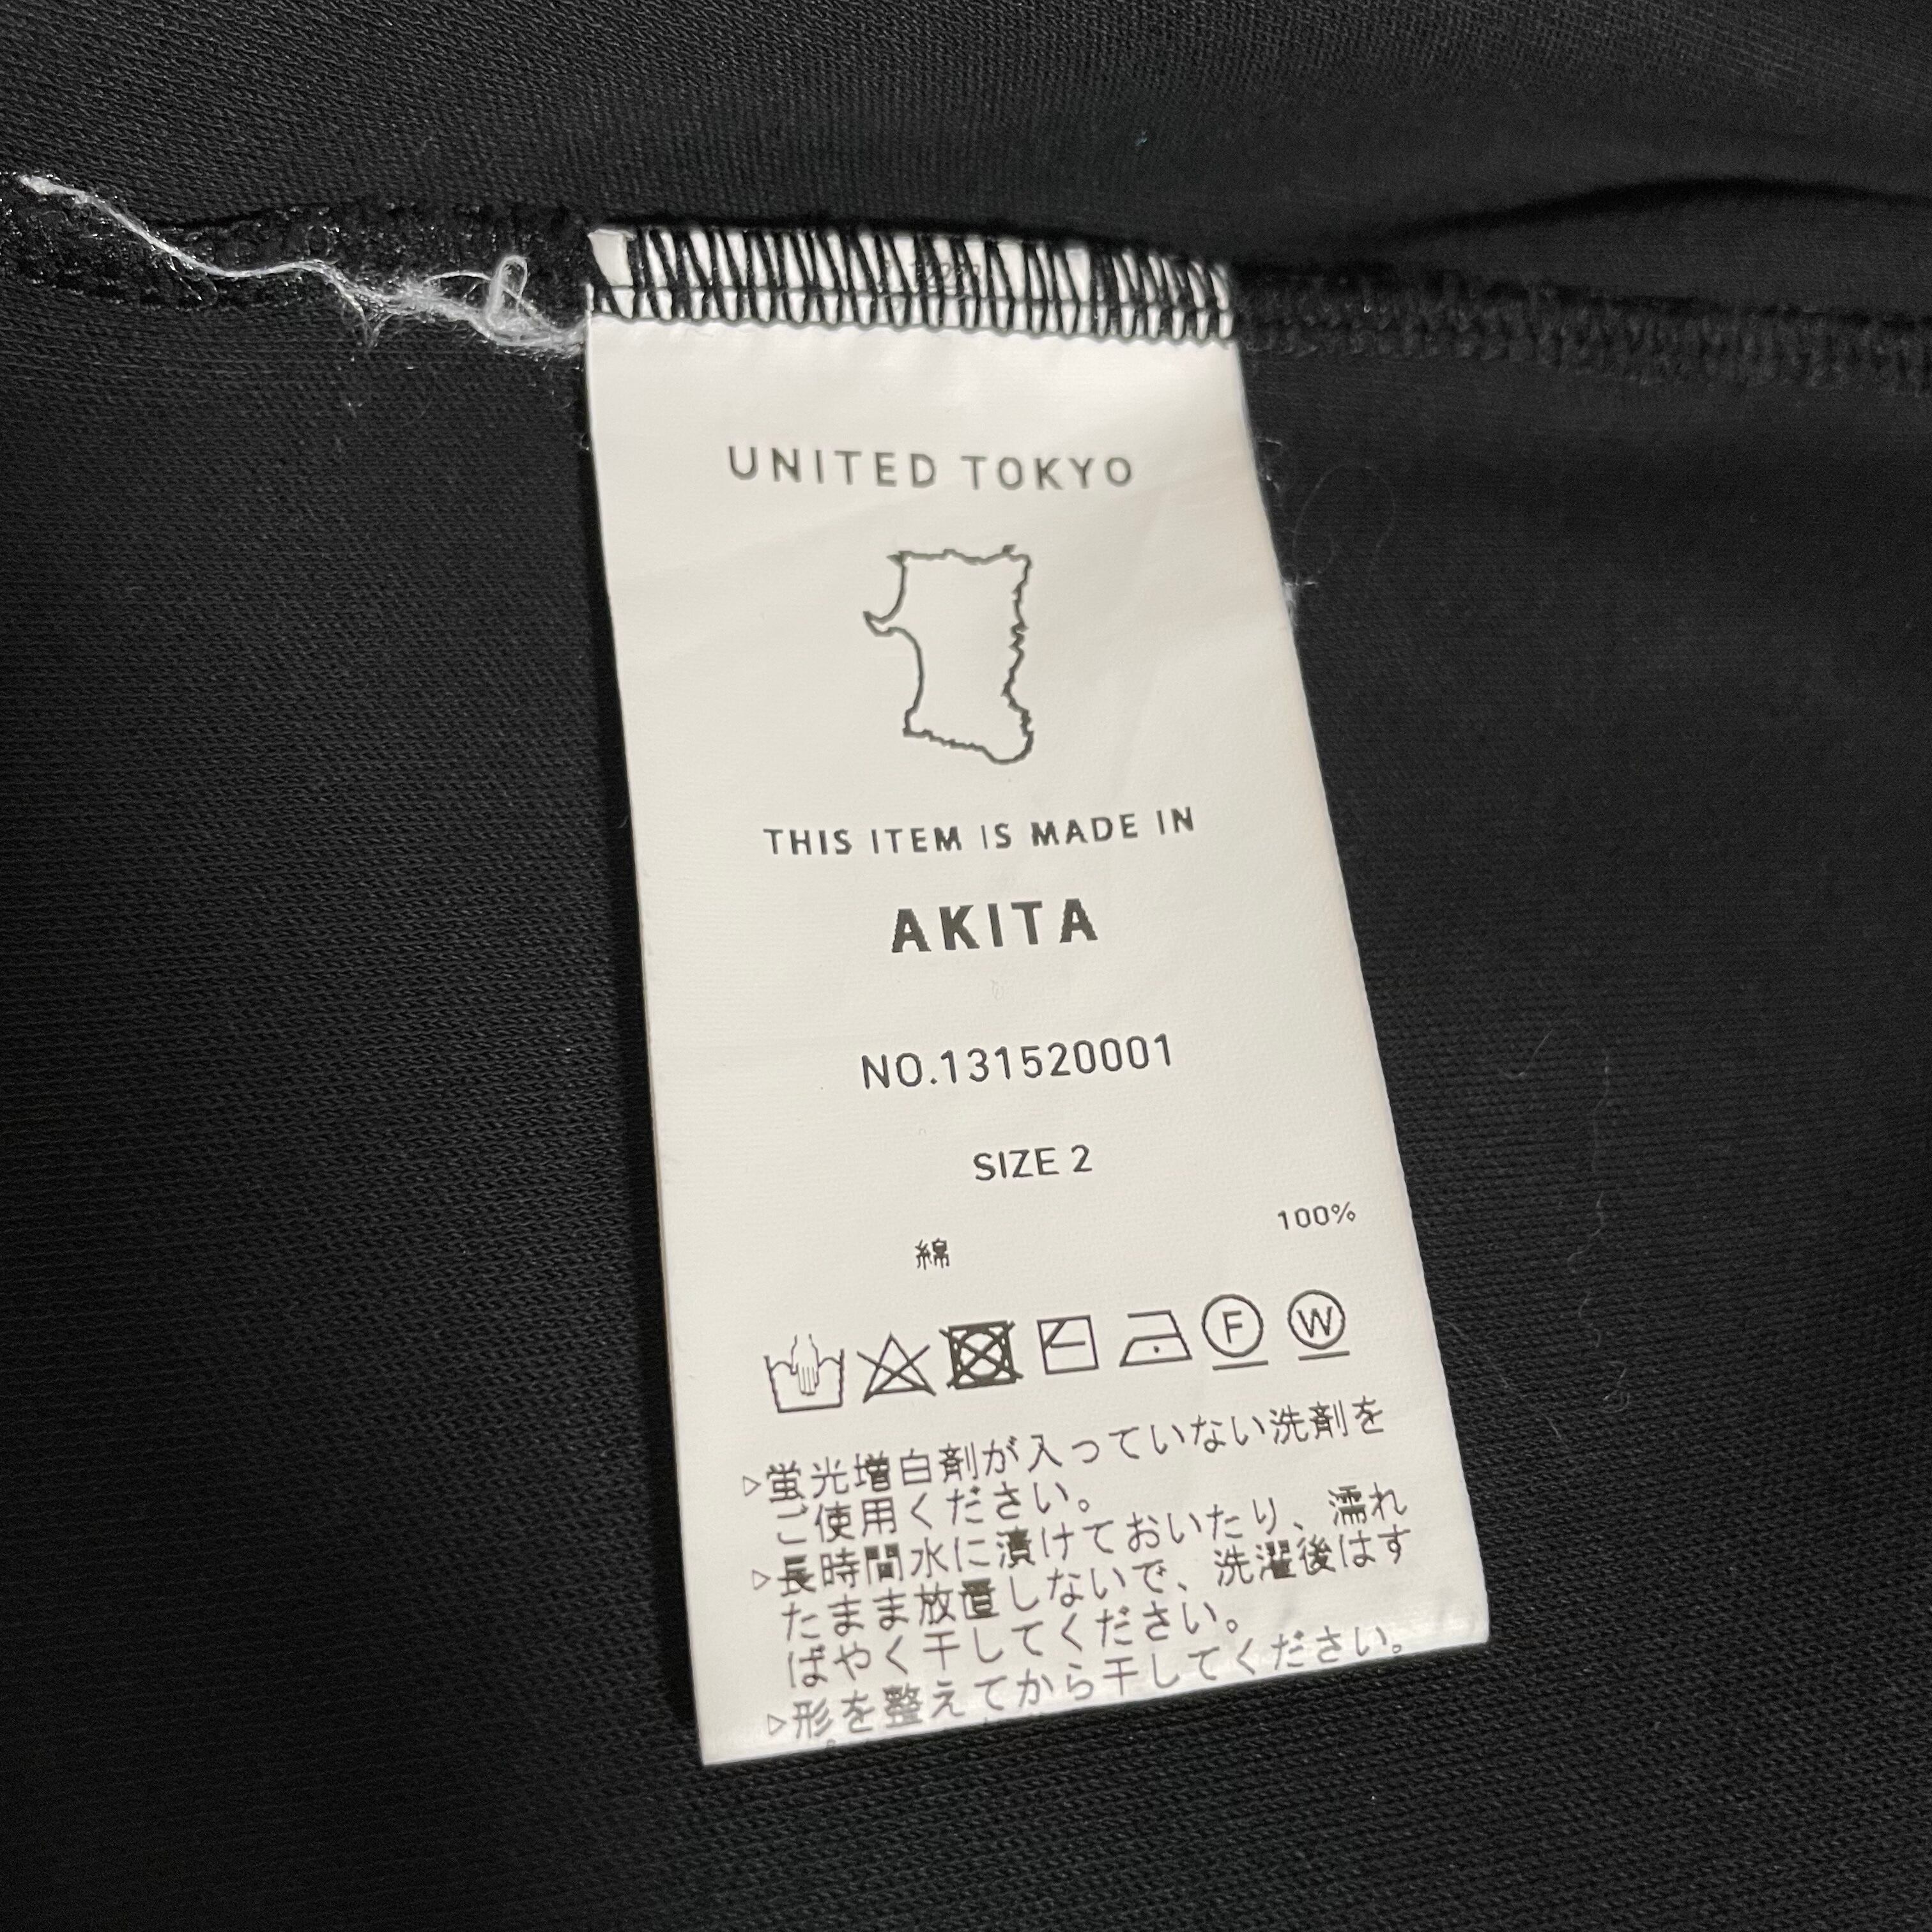 UNITED TOKYO
THIS ITEM IS MADE IN
AKITA
NO.131520001
SIZE 2
綿 100%
F W
▷蛍光増白剤が入っていない洗剤を
ご使用ください。
▷長時間水に漬けておいたり、濡れ
たまま放置しないで、洗濯後はす
ばやく干してください。
▷形を整えてから干してください。